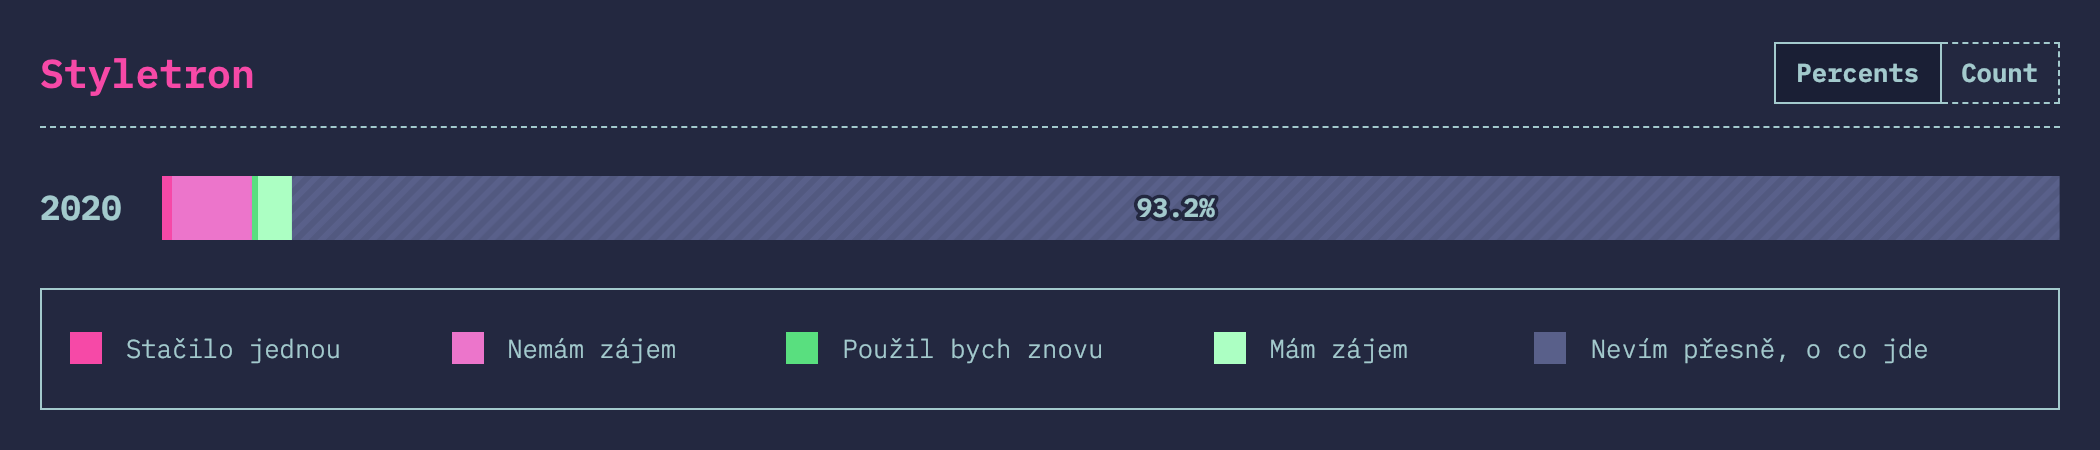 Styletron
Percents Count
2020 93.2%
Stačilo jednou Nemám zájem Použil bych znovu Mám zájem Nevím přesně, o co jde